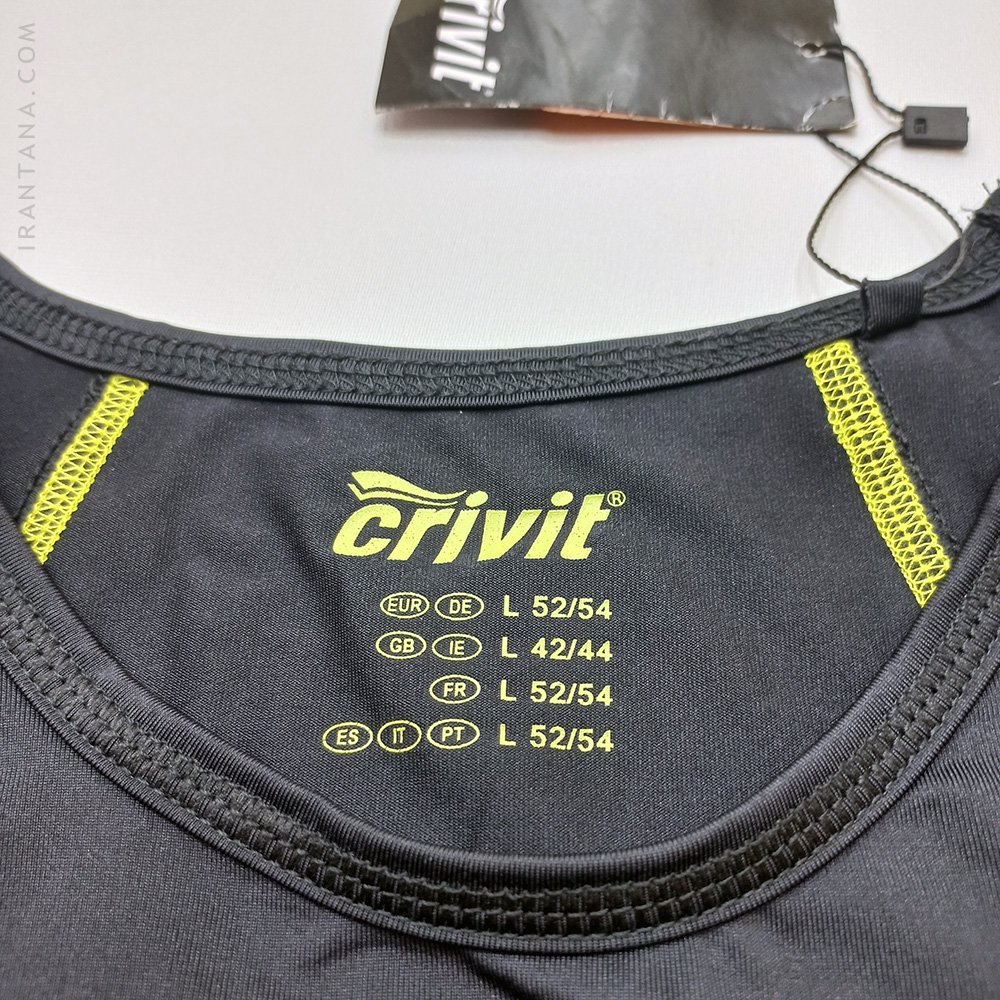 IRANTANA.COM
crivit
crivit®
EUR DE L 52/54
GB IE L 42/44
FR L 52/54
ES IT PT L 52/54